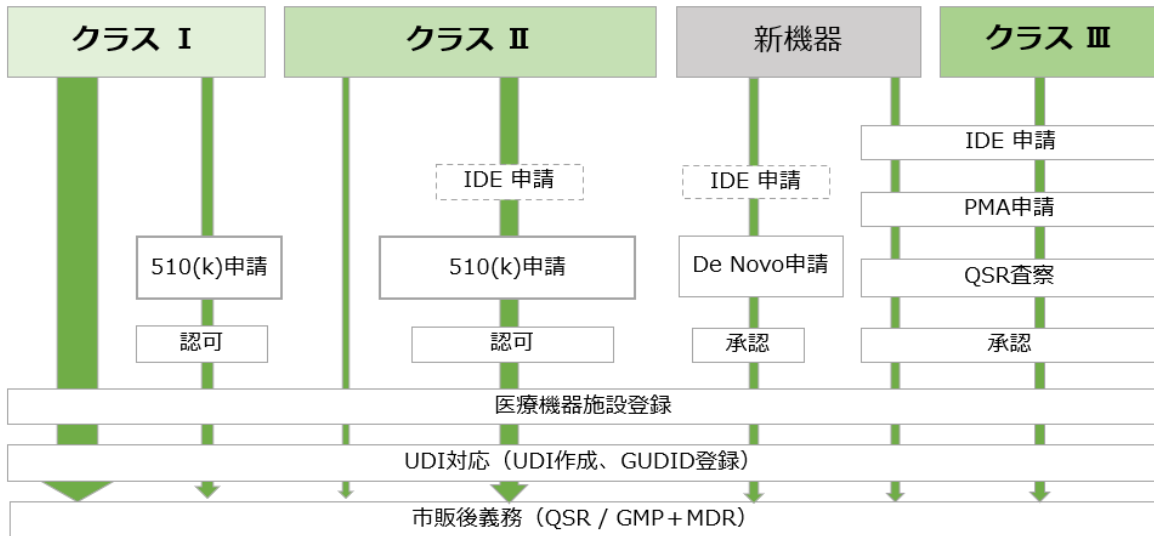 クラス Ⅰ
クラス Ⅱ
新機器
クラス Ⅲ
IDE 申請
IDE 申請
IDE 申請
PMA申請
510(k)申請
510(k)申請
De Novo申請
QSR査察
認可
認可
承認
承認
医療機器施設登録
UDI対応（UDI作成、GUDID登録）
市販後義務（QSR / GMP＋MDR）